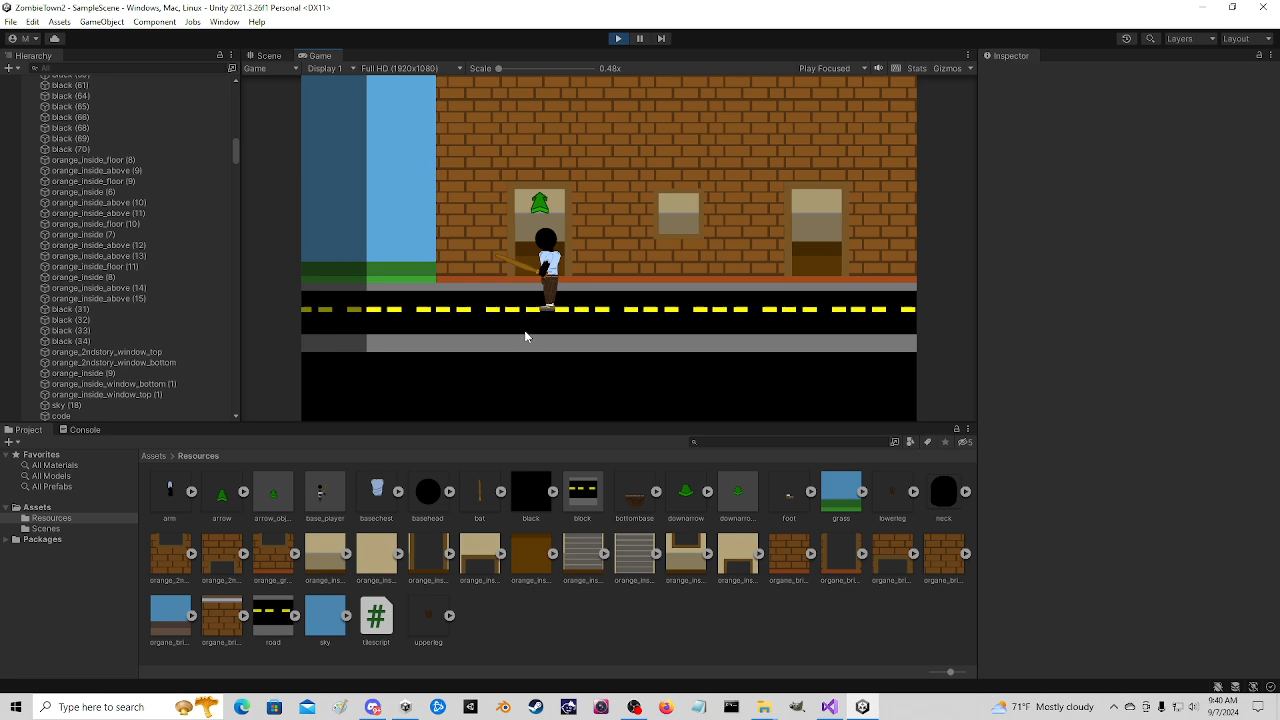 ZombieTown2 - SampleScene - Windows, Mac, Linux - Unity 2021.3.26f1 Personal <DX11>
File Edit Assets GameObject Component Jobs Window Help
M
Layers Layout
Hierarchy
Scene Game
Inspector
All
Game Display 1 Full HD (1920x1080) Scale 0.48x Play Focused Stats Gizmos
black (61)
black (64)
black (65)
black (66)
black (68)
black (69)
black (70)
orange_inside_floor (8)
orange_inside_above (9)
orange_inside_floor (9)
orange_inside (6)
orange_inside_above (10)
orange_inside_above (11)
orange_inside_floor (10)
orange_inside (7)
orange_inside_above (12)
orange_inside_above (13)
orange_inside_floor (11)
orange_inside (8)
orange_inside_above (14)
orange_inside_above (15)
black (31)
black (32)
black (33)
black (34)
orange_2ndstory_window_top
orange_2ndstory_window_bottom
orange_inside (9)
orange_inside_window_bottom (1)
orange_inside_window_top (1)
sky (18)
code
Project Console
5
Favorites
All Materials
All Models
All Prefabs
Assets
Resources
Scenes
Packages
Assets > Resources
arm arrow arrow_obj... base_player basechest basehead bat black block bottombase downarrow downarro... foot grass lowerleg neck
orange_2n... orange_2n... orange_gr... orange_ins... orange_ins... orange_ins... orange_ins... orange_ins... orange_ins... orange_ins... orange_ins... orange_ins... organe_bri... organe_bri... organe_bri... organe_bri...
organe_bri... organe_bri... road sky tilescript upperleg
#
Type here to search
71°F Mostly cloudy
9:40 AM
9/7/2024